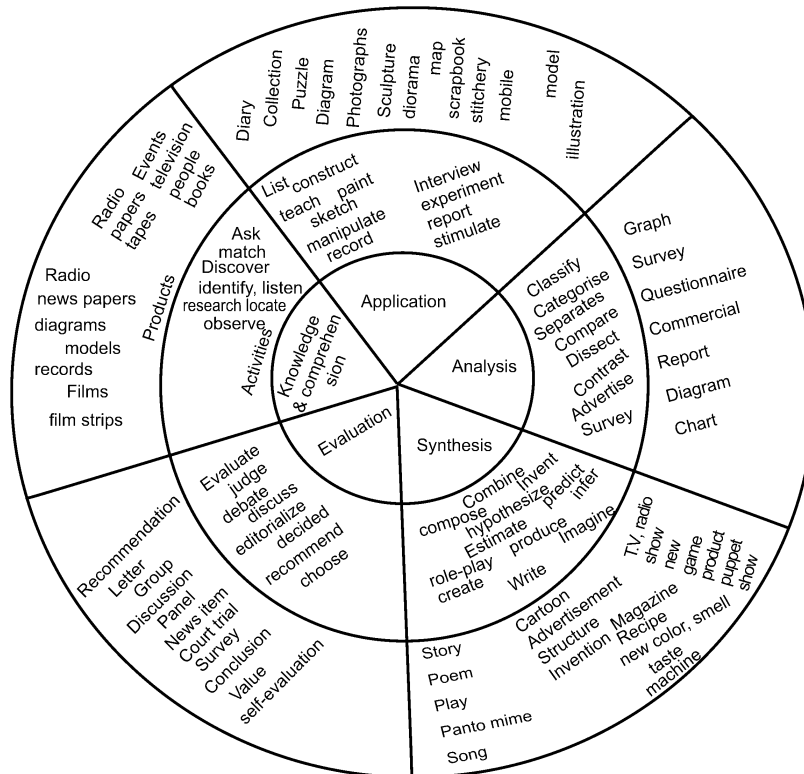 Diary
Collection
Puzzle
Diagram
Photographs
Sculpture
diorama
map
scrapbook
stitchery
mobile
model
illustration
List construct
teach paint
sketch
manipulate
record
Interview
experiment
report
stimulate
Application
Graph
Survey
Questionnaire
Commercial
Report
Diagram
Chart
Classify
Categorise
Separates
Compare
Dissect
Contrast
Advertise
Survey
Analysis
Synthesis
Combine
Invent
compose
hypothesize
predict
infer
Estimate
produce
Imagine
role-play
create
Write
T.V, radio
show
new
game
product
puppet
show
Cartoon
Advertisement
Structure
Magazine
Invention
Recipe
new color, smell
taste
machine
Story
Poem
Play
Panto mime
Song
Evaluation
Evaluate
judge
debate
discuss
editorialize
decided
recommend
choose
Recommendation
Letter
Group
Discussion
Panel
News item
Court trial
Survey
Conclusion
Value
self-evaluation
Knowledge
& comprehen
sion
Activities
Ask
match
Discover
identify, listen
research locate
observe
Products
Radio
Events
papers
television
tapes
people
books
Radio
news papers
diagrams
models
records
Films
film strips